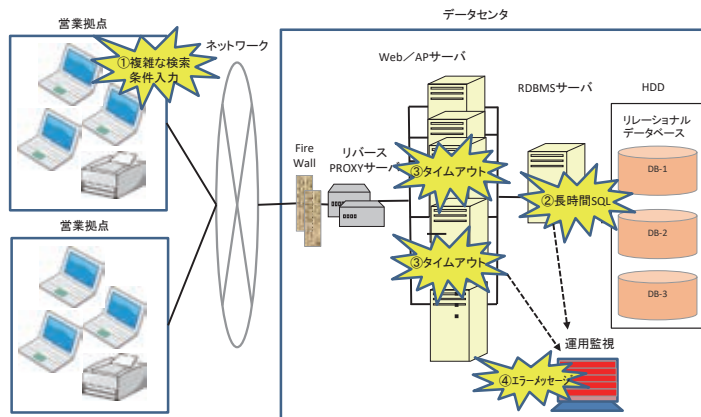 データセンタ
営業拠点
①複雑な検索
条件入力
ネットワーク
Web／APサーバ
RDBMSサーバ
HDD
リレーショナル
データベース
Fire
Wall
リバース
PROXYサーバ
③タイムアウト
②長時間SQL
DB-1
DB-2
DB-3
営業拠点
③タイムアウト
運用監視
④エラーメッセージ